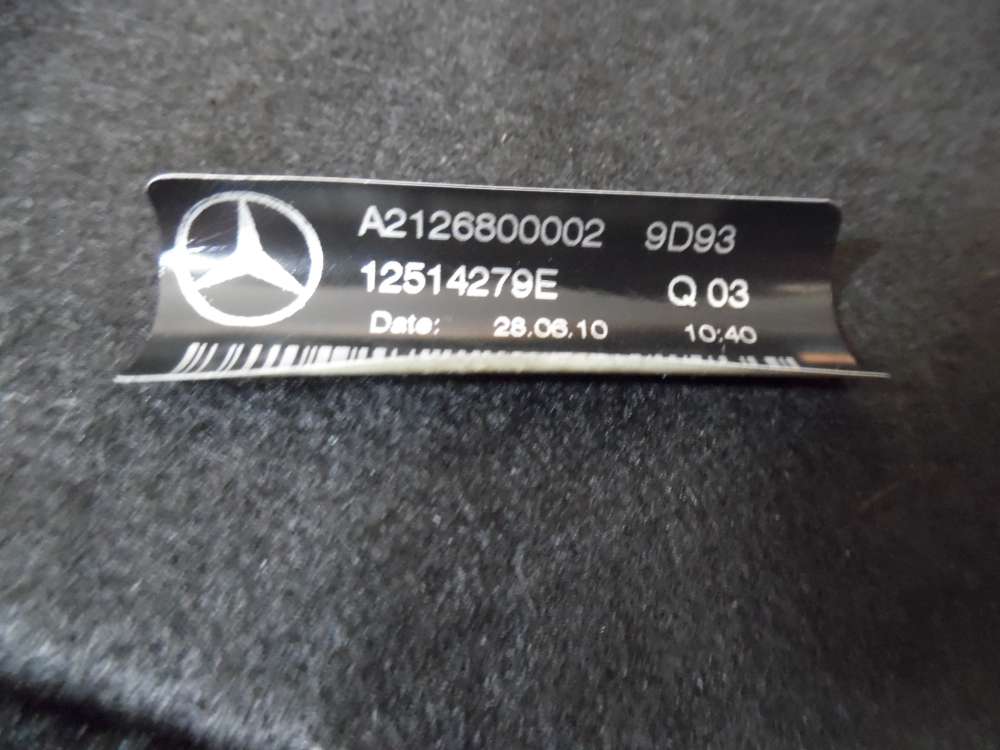 A2126800002 9D93
12514279E Q 03
Date: 28.06.10 10:40